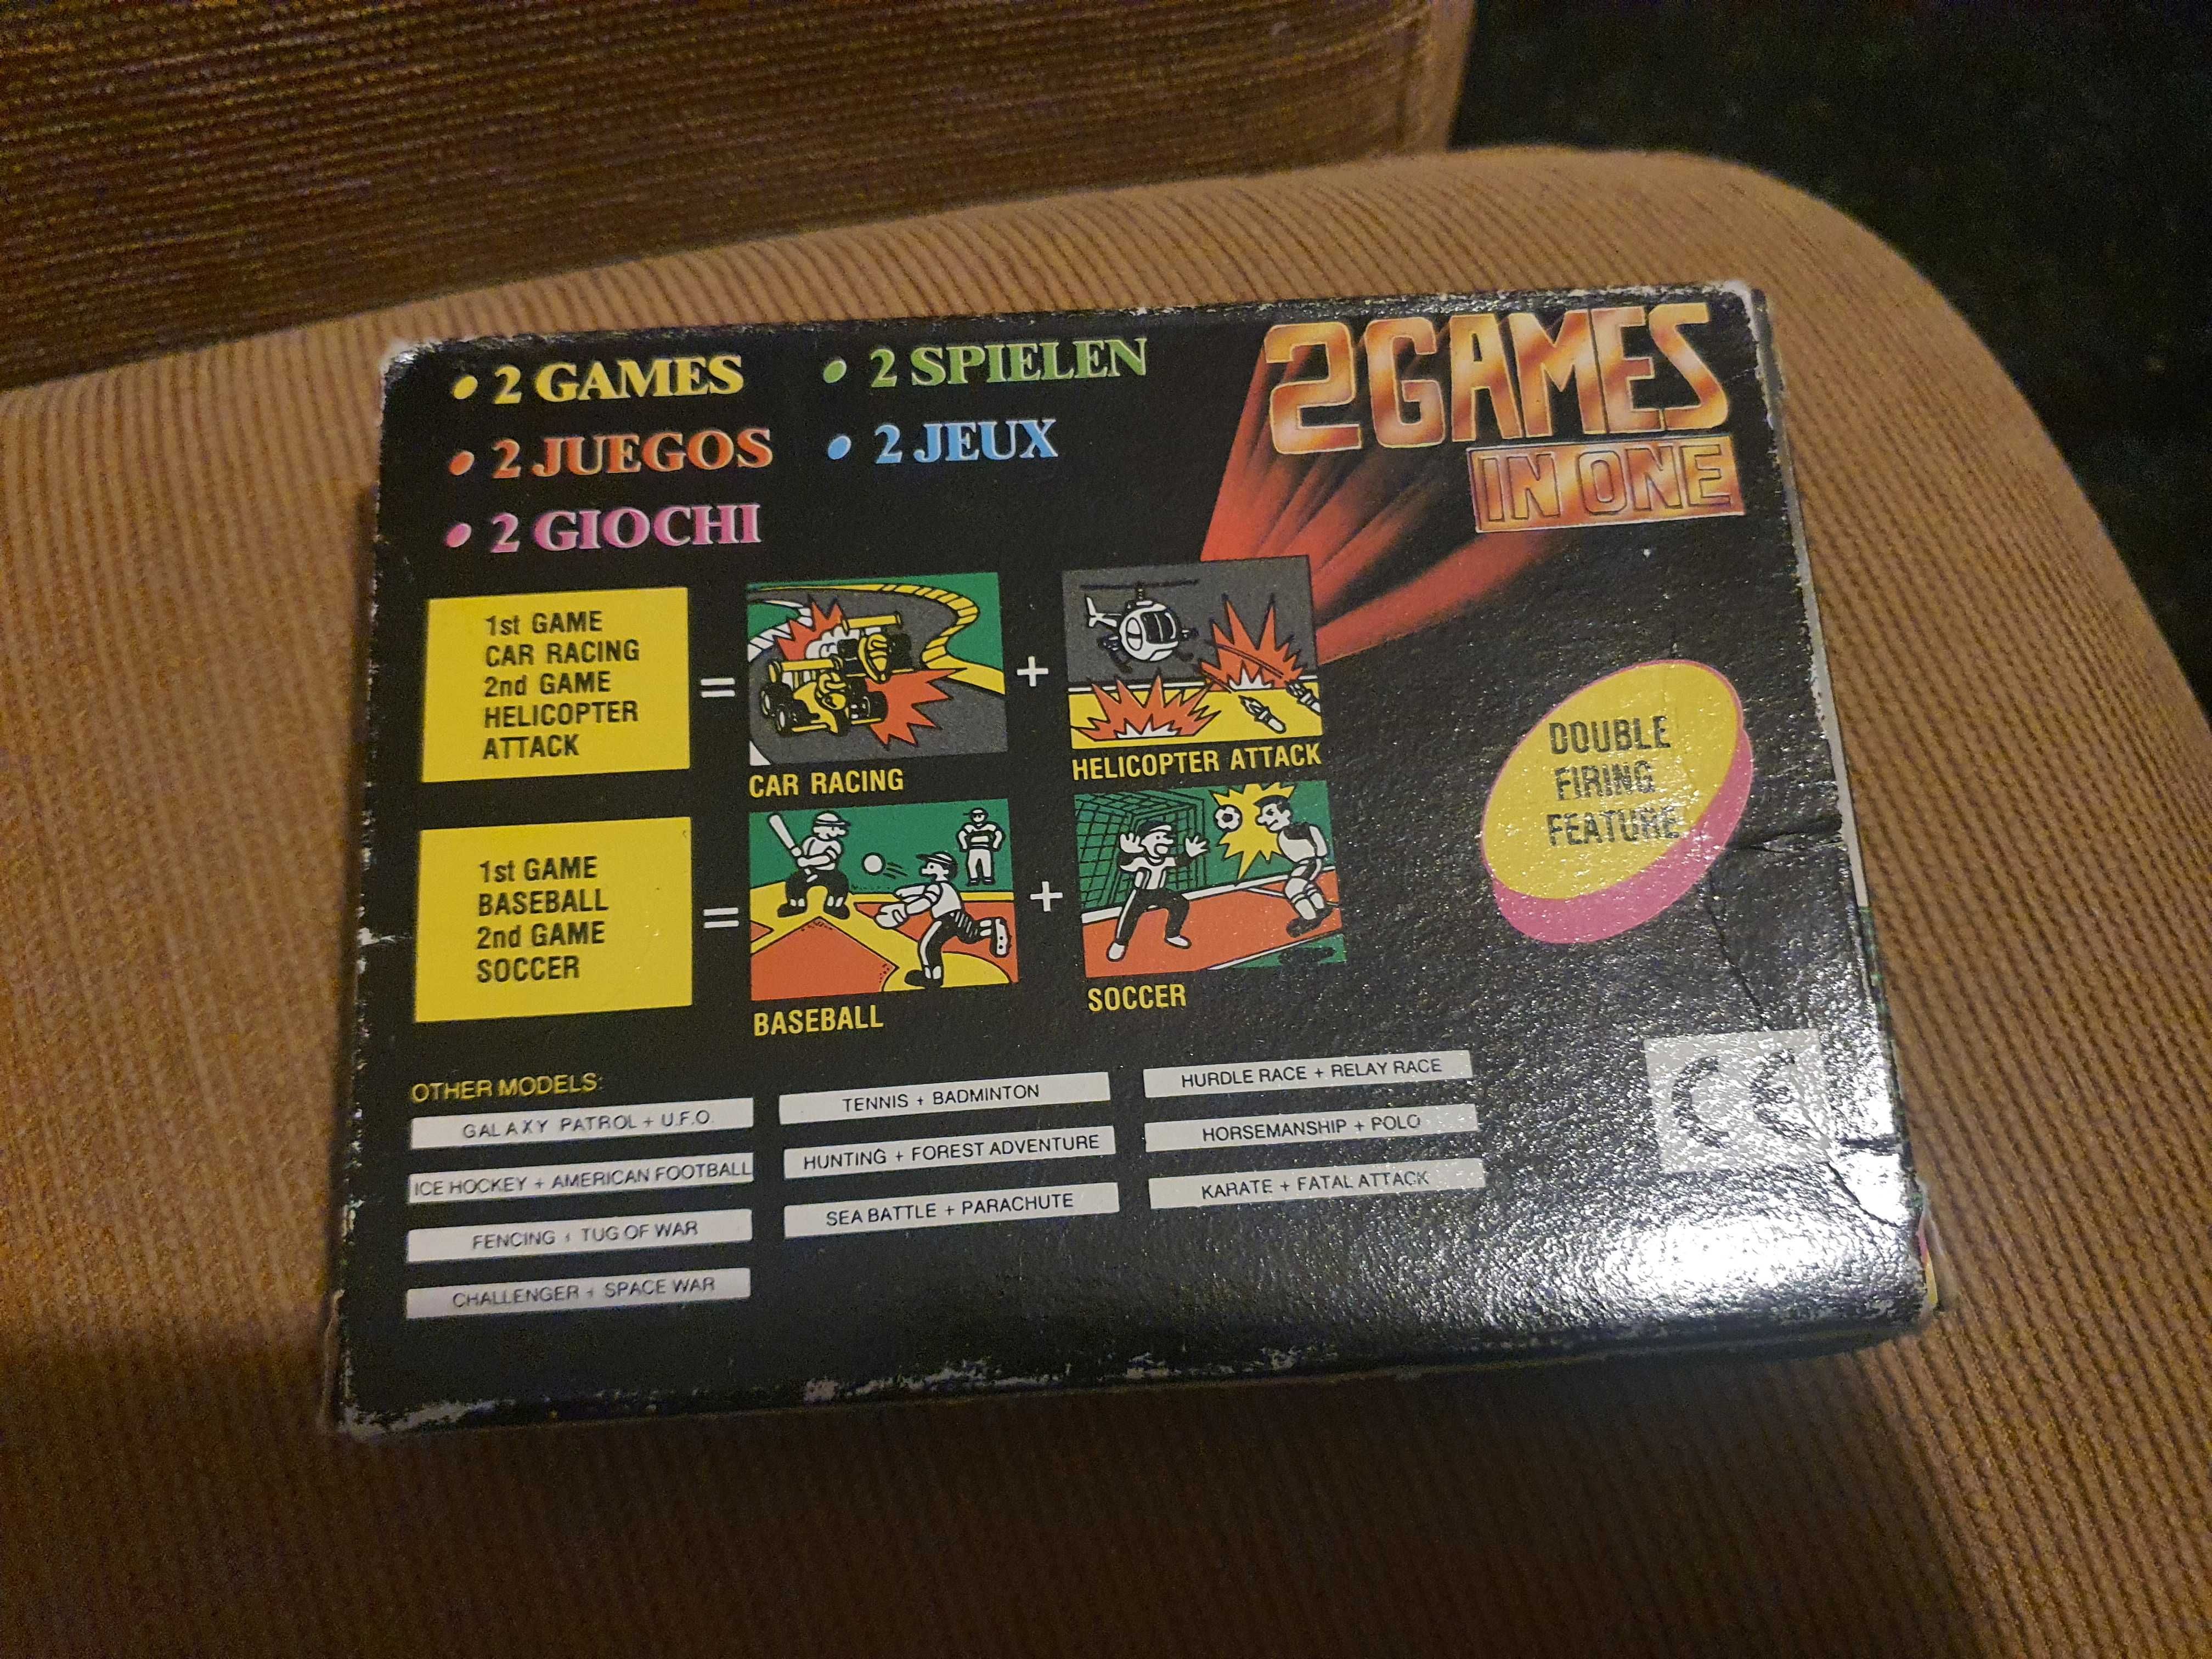 • 2 GAMES
• 2 SPIELEN
• 2 JUEGOS
• 2 JEUX
• 2 GIOCHI
2 GAMES
IN ONE
1st GAME
CAR RACING
2nd GAME
HELICOPTER
ATTACK
=
+
CAR RACING
HELICOPTER ATTACK
DOUBLE
FIRING
FEATURE
1st GAME
BASEBALL
2nd GAME
SOCCER
=
+
BASEBALL
SOCCER
OTHER MODELS:
GALAXY PATROL + U.F.O.
ICE HOCKEY + AMERICAN FOOTBALL
FENCING + TUG OF WAR
CHALLENGER + SPACE WAR
TENNIS + BADMINTON
HUNTING + FOREST ADVENTURE
SEA BATTLE + PARACHUTE
HURDLE RACE + RELAY RACE
HORSEMANSHIP + POLO
KARATE + FATAL ATTACK
CE